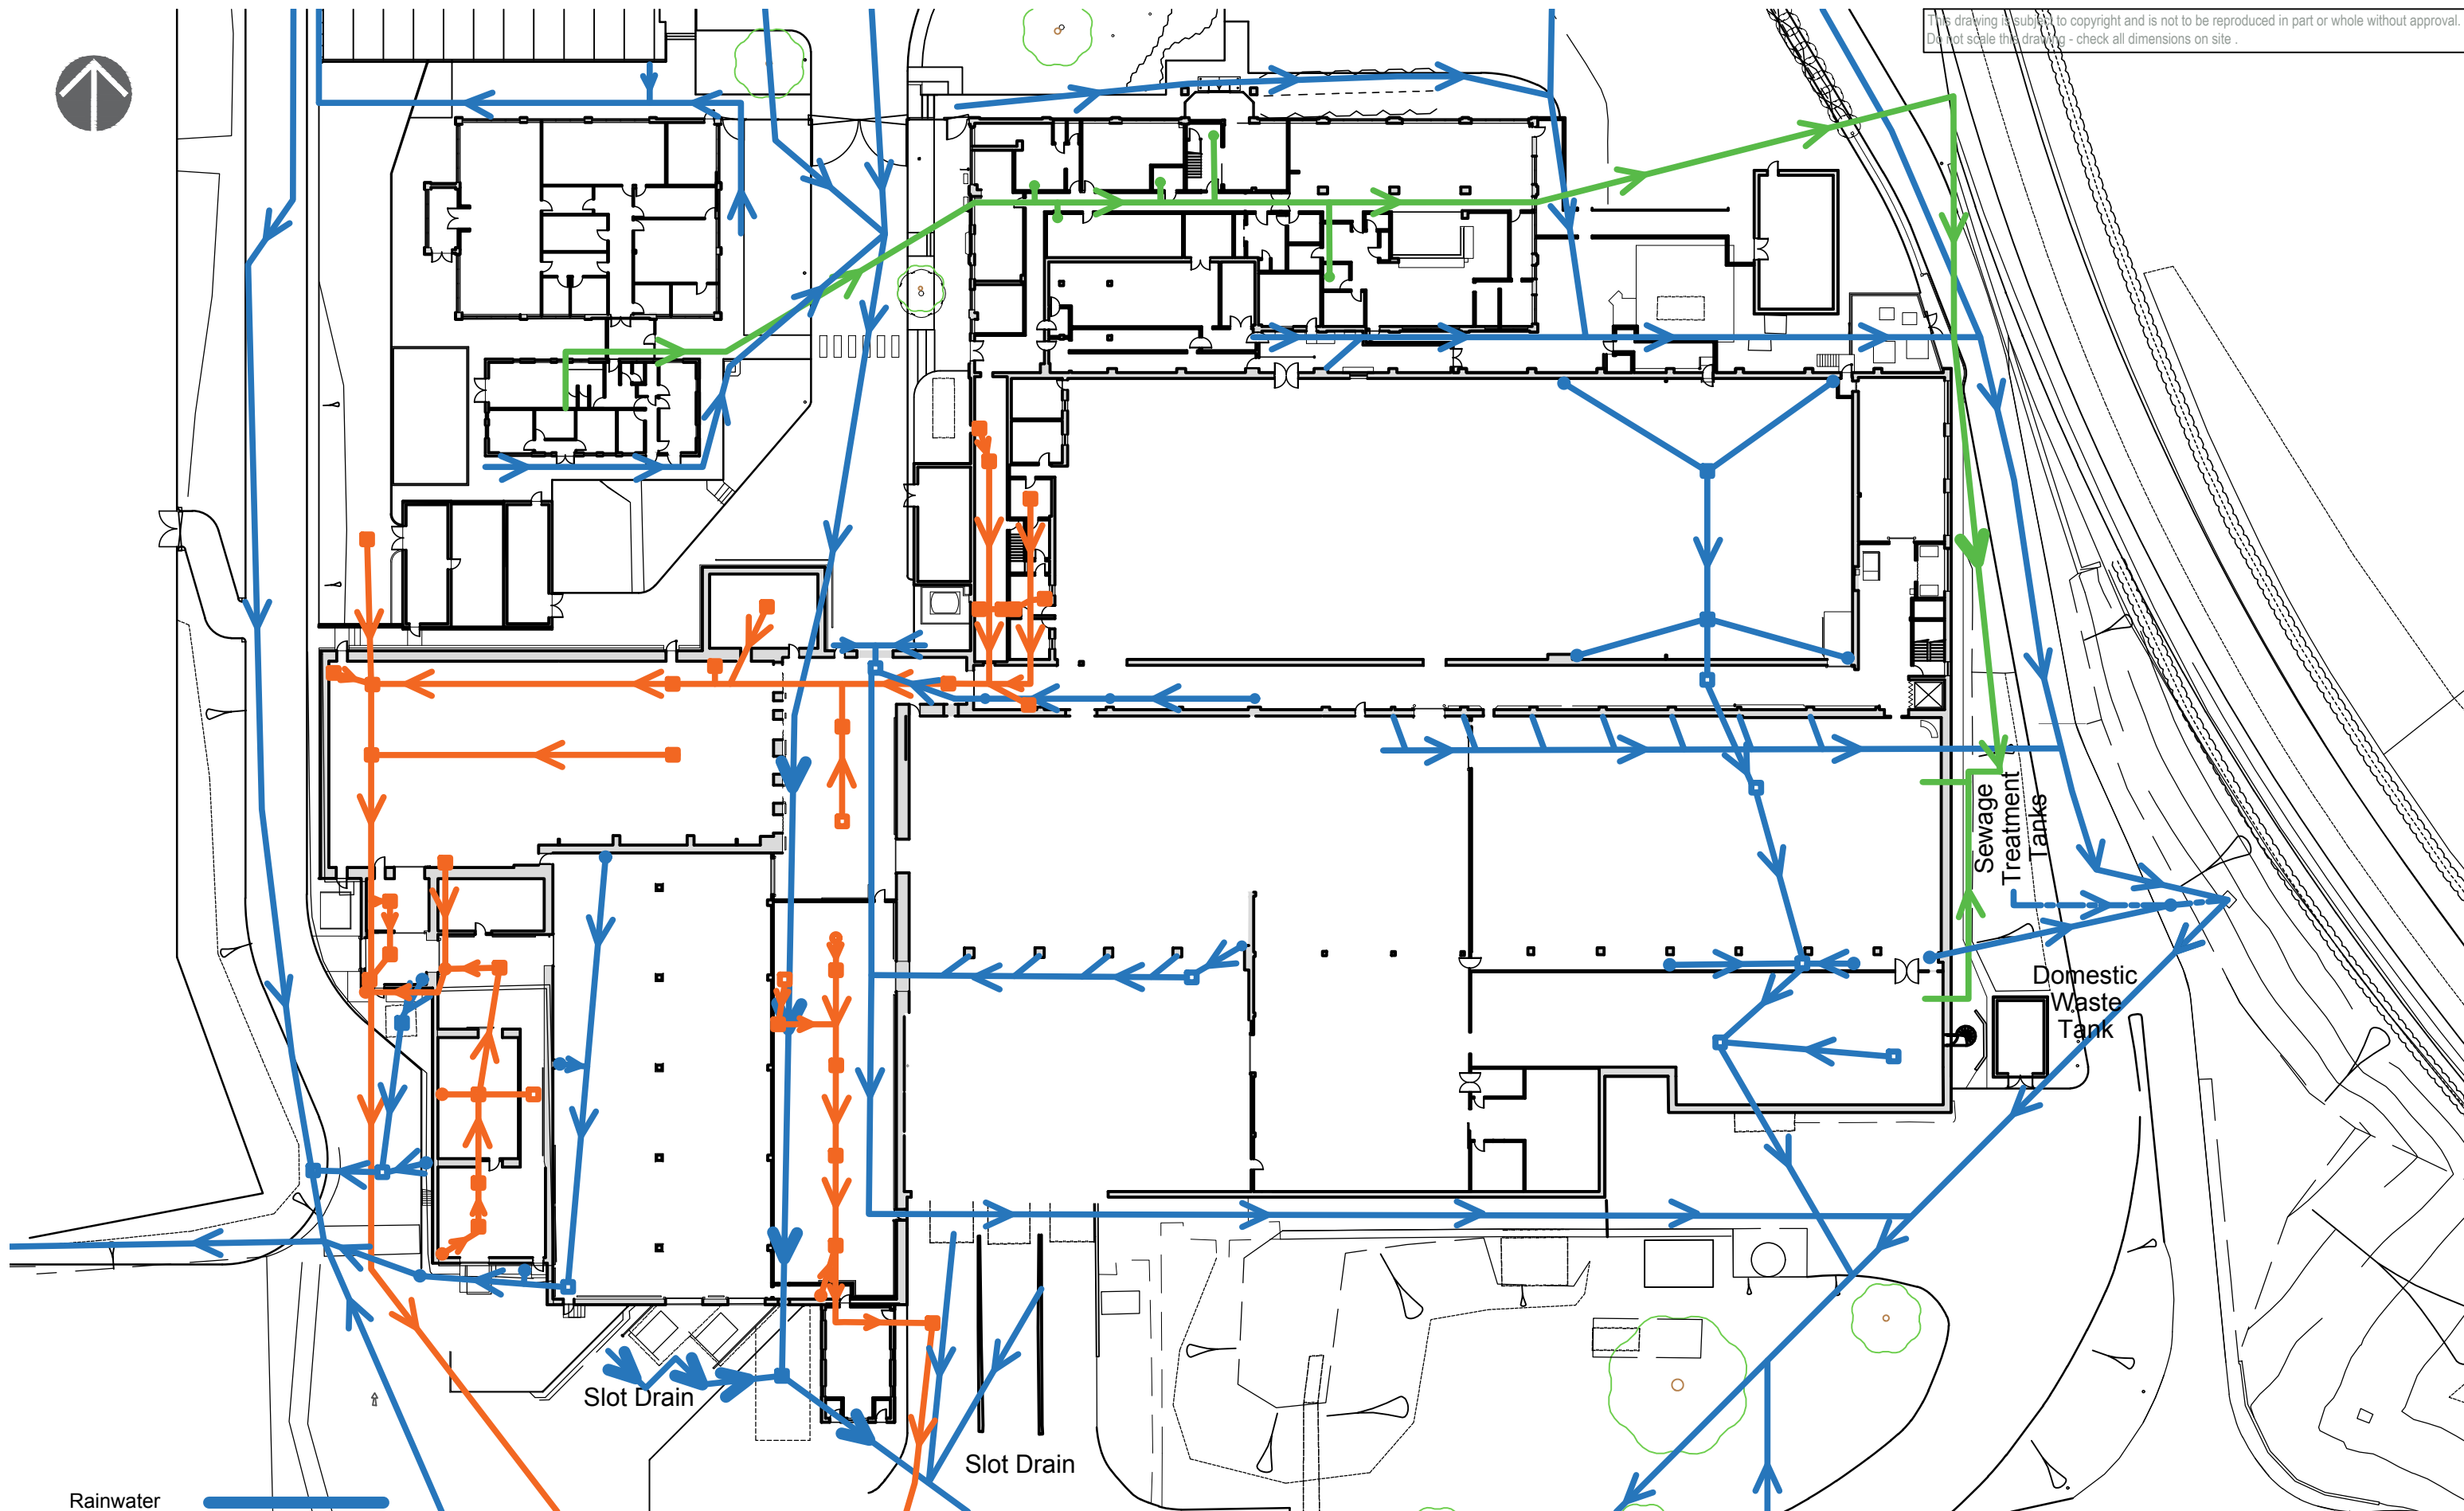 This drawing is subject to copyright and is not to be reproduced in part or whole without approval.
Do not scale this drawing - check all dimensions on site .
Sewage
Treatment
Tanks
Domestic
Waste
Tank
Slot Drain
Slot Drain
Rainwater